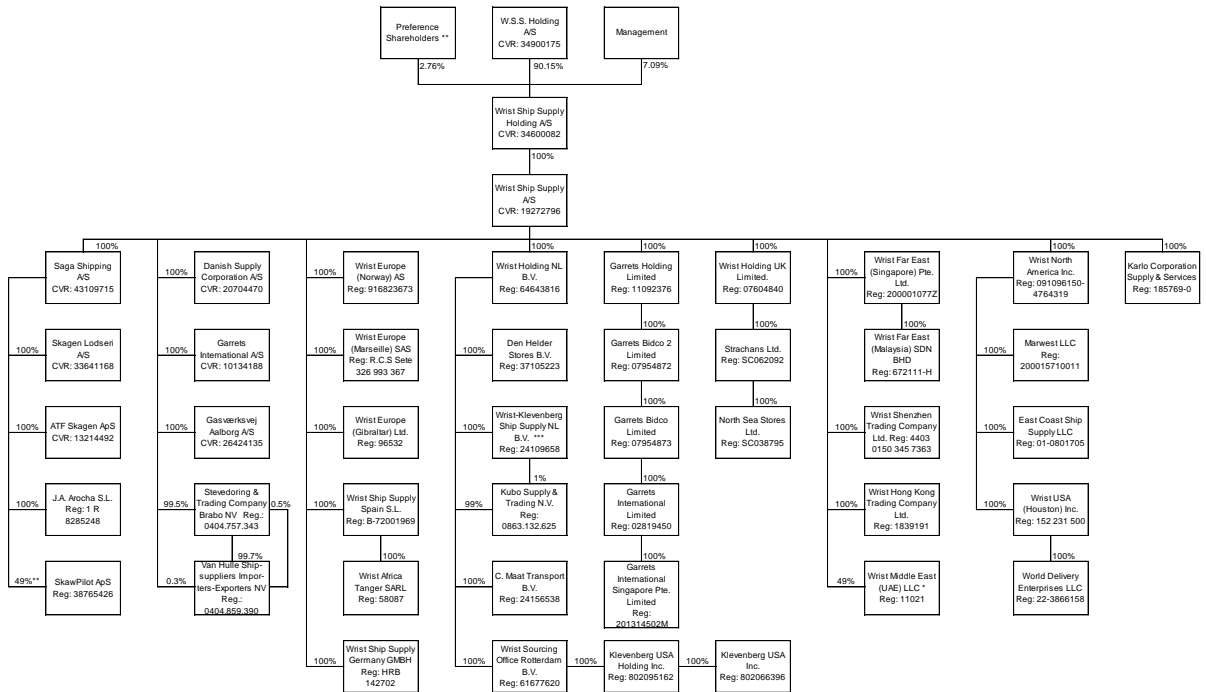 Preference
Shareholders **
W.S.S. Holding
A/S
CVR: 34900175
Management
2.76%
90.15%
7.09%
Wrist Ship Supply
Holding A/S
CVR: 34600082
100%
Wrist Ship Supply
A/S
CVR: 19272796
100%
100%
100%
100%
100%
100%
Saga Shipping
A/S
CVR: 43109715
100%
Danish Supply
Corporation A/S
CVR: 20704470
100%
Wrist Europe
(Norway) AS
Reg: 916823673
Wrist Holding NL
B.V.
Reg: 64643816
Garrets Holding
Limited
Reg: 11092376
Wrist Holding UK
Limited.
Reg: 07604840
100%
Wrist Far East
(Singapore) Pte.
Ltd.
Reg: 200001077Z
Wrist North
America Inc.
Reg: 091096150-
4764319
Karlo Corporation
Supply & Services
Reg: 185769-0
100%
100%
100%
100%
Skagen Lodseri
A/S
CVR: 33641168
100%
Garrets
International A/S
CVR: 10134188
100%
Wrist Europe
(Marseille) SAS
Reg: R.C.S Sete
326 993 367
100%
Den Helder
Stores B.V.
Reg: 37105223
Garrets Bidco 2
Limited
Reg: 07954872
Strachans Ltd.
Reg: SC062092
Wrist Far East
(Malaysia) SDN
BHD
Reg: 672111-H
100%
Marwest LLC
Reg:
200015710011
100%
100%
100%
ATF Skagen ApS
CVR: 13214492
100%
Gasværksvej
Aalborg A/S
CVR: 26424135
100%
Wrist Europe
(Gibraltar) Ltd.
Reg: 96532
100%
Wrist-Klevenberg
Ship Supply NL
B.V. ***
Reg: 24109658
Garrets Bidco
Limited
Reg: 07954873
North Sea Stores
Ltd.
Reg: SC038795
100%
Wrist Shenzhen
Trading Company
Ltd. Reg: 4403
0150 345 7363
100%
East Coast Ship
Supply LLC
Reg: 01-0801705
1%
100%
100%
J.A. Arocha S.L.
Reg: 1 R
8285248
99.5%
Stevedoring &
Trading Company
Brabo NV Reg.:
0404.757.343
0.5%
100%
Wrist Ship Supply
Spain S.L.
Reg: B-72001969
99%
Kubo Supply &
Trading N.V.
Reg:
0863.132.625
Garrets
International
Limited
Reg: 02819450
100%
Wrist Hong Kong
Trading Company
Ltd.
Reg: 1839191
100%
Wrist USA
(Houston) Inc.
Reg: 152 231 500
99.7%
100%
100%
100%
49%**
SkawPilot ApS
Reg: 38765426
0.3%
Van Hulle Ship-
suppliers Impor-
ters-Exporters NV
Reg.:
0404.859.390
Wrist Africa
Tanger SARL
Reg: 58087
100%
C. Maat Transport
B.V.
Reg: 24156538
Garrets
International
Singapore Pte.
Limited
Reg:
201314502M
49%
Wrist Middle East
(UAE) LLC *
Reg: 11021
World Delivery
Enterprises LLC
Reg: 22-3866158
100%
Wrist Ship Supply
Germany GMBH
Reg: HRB
142702
100%
Wrist Sourcing
Office Rotterdam
B.V.
Reg: 61677620
100%
Klevenberg USA
Holding Inc.
Reg: 802095162
100%
Klevenberg USA
Inc.
Reg: 802066396